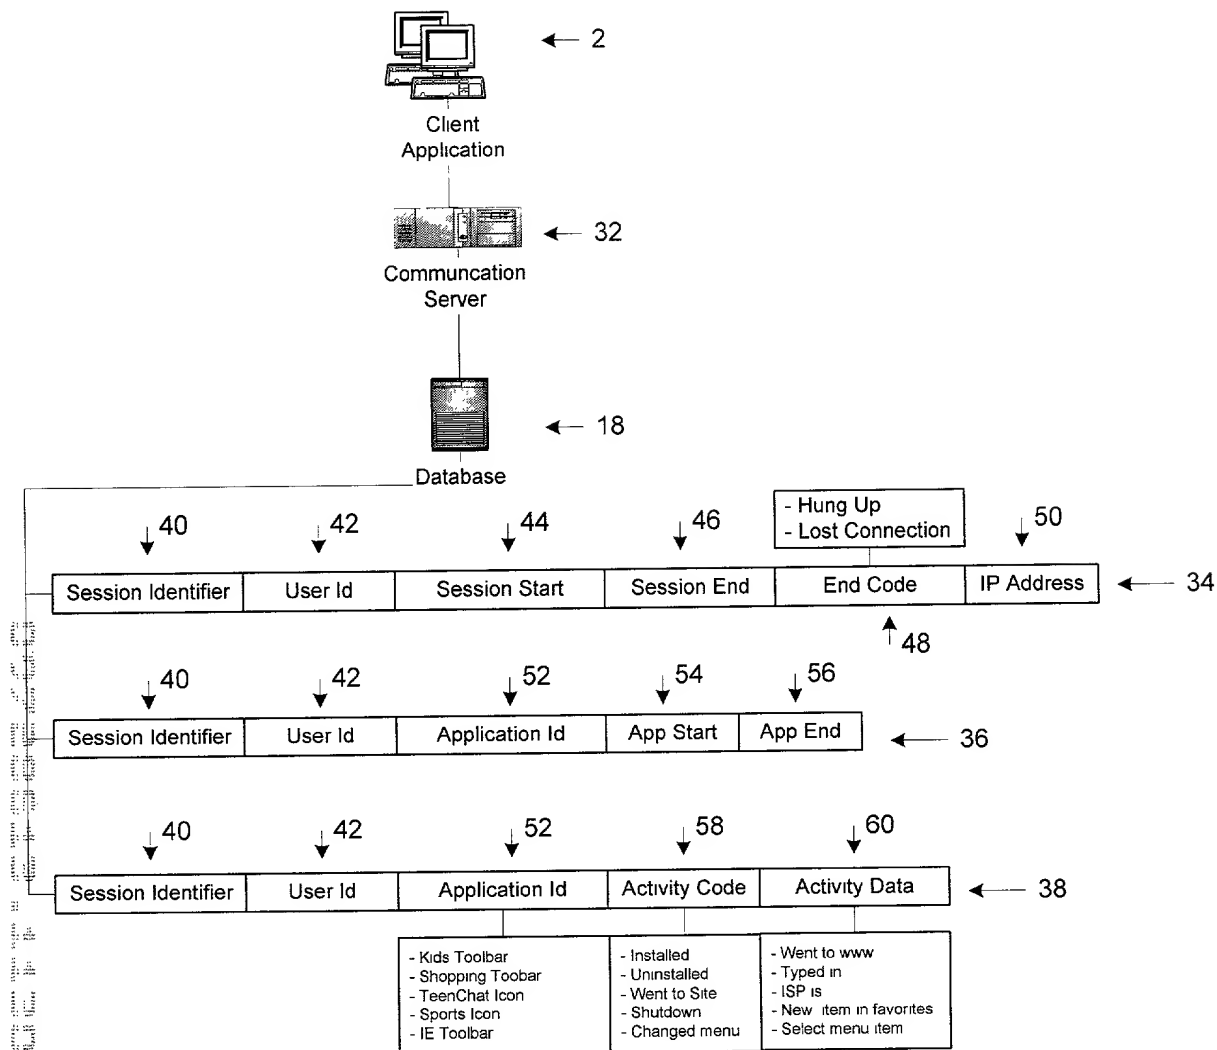 2
Client
Application
32
Communcation
Server
18
Database
- Hung Up
- Lost Connection
40 42 44 46 50
Session Identifier User Id Session Start Session End End Code IP Address 34
48
40 42 52 54 56
Session Identifier User Id Application Id App Start App End 36
40 42 52 58 60
Session Identifier User Id Application Id Activity Code Activity Data 38
- Kids Toolbar
- Shopping Toobar
- TeenChat Icon
- Sports Icon
- IE Toolbar
- Installed
- Uninstalled
- Went to Site
- Shutdown
- Changed menu
- Went to www
- Typed in
- ISP is
- New item in favorites
- Select menu item